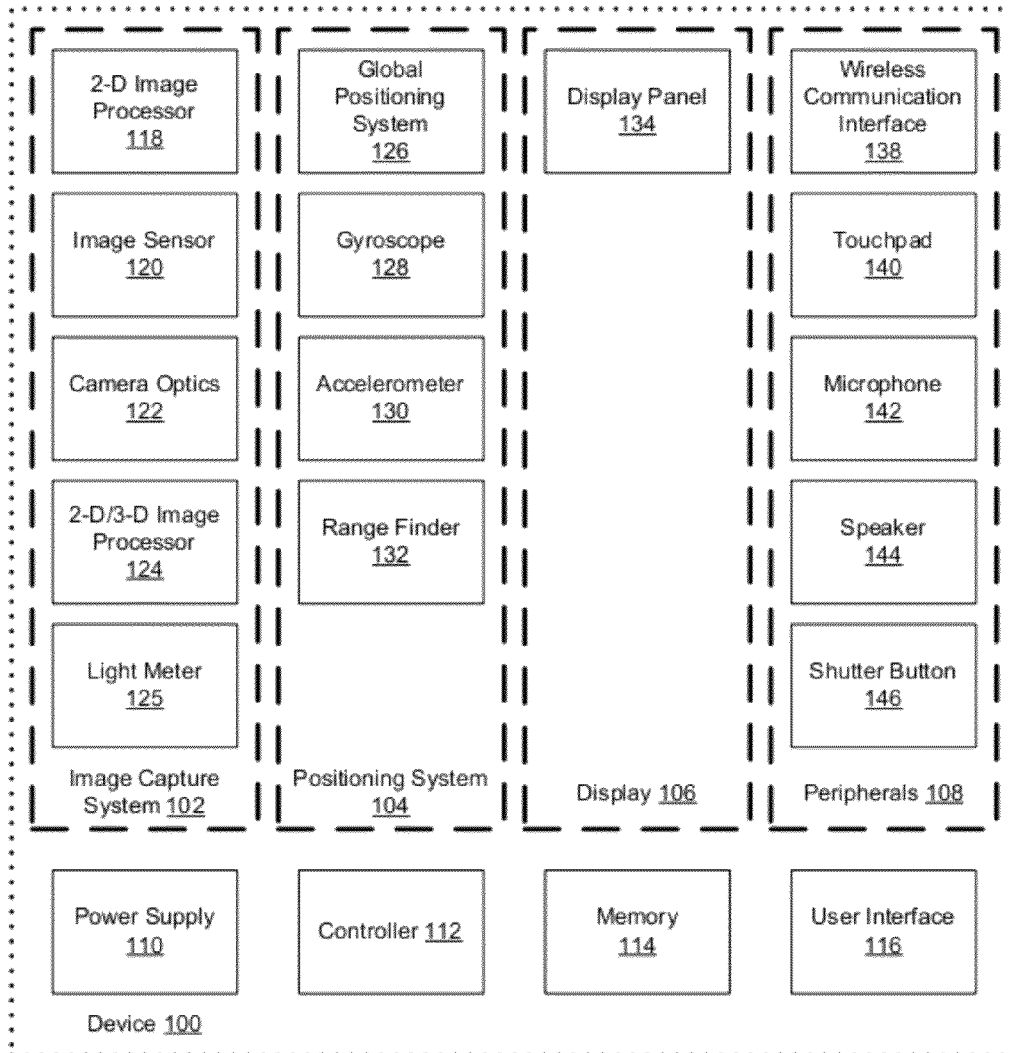 2-D Image
Processor
118
Image Sensor
120
Camera Optics
122
2-D/3-D Image
Processor
124
Light Meter
125
Image Capture
System 102
Global
Positioning
System
126
Gyroscope
128
Accelerometer
130
Range Finder
132
Positioning System
104
Display Panel
134
Display 106
Wireless
Communication
Interface
138
Touchpad
140
Microphone
142
Speaker
144
Shutter Button
146
Peripherals 108
Power Supply
110
Controller 112
Memory
114
User Interface
116
Device 100